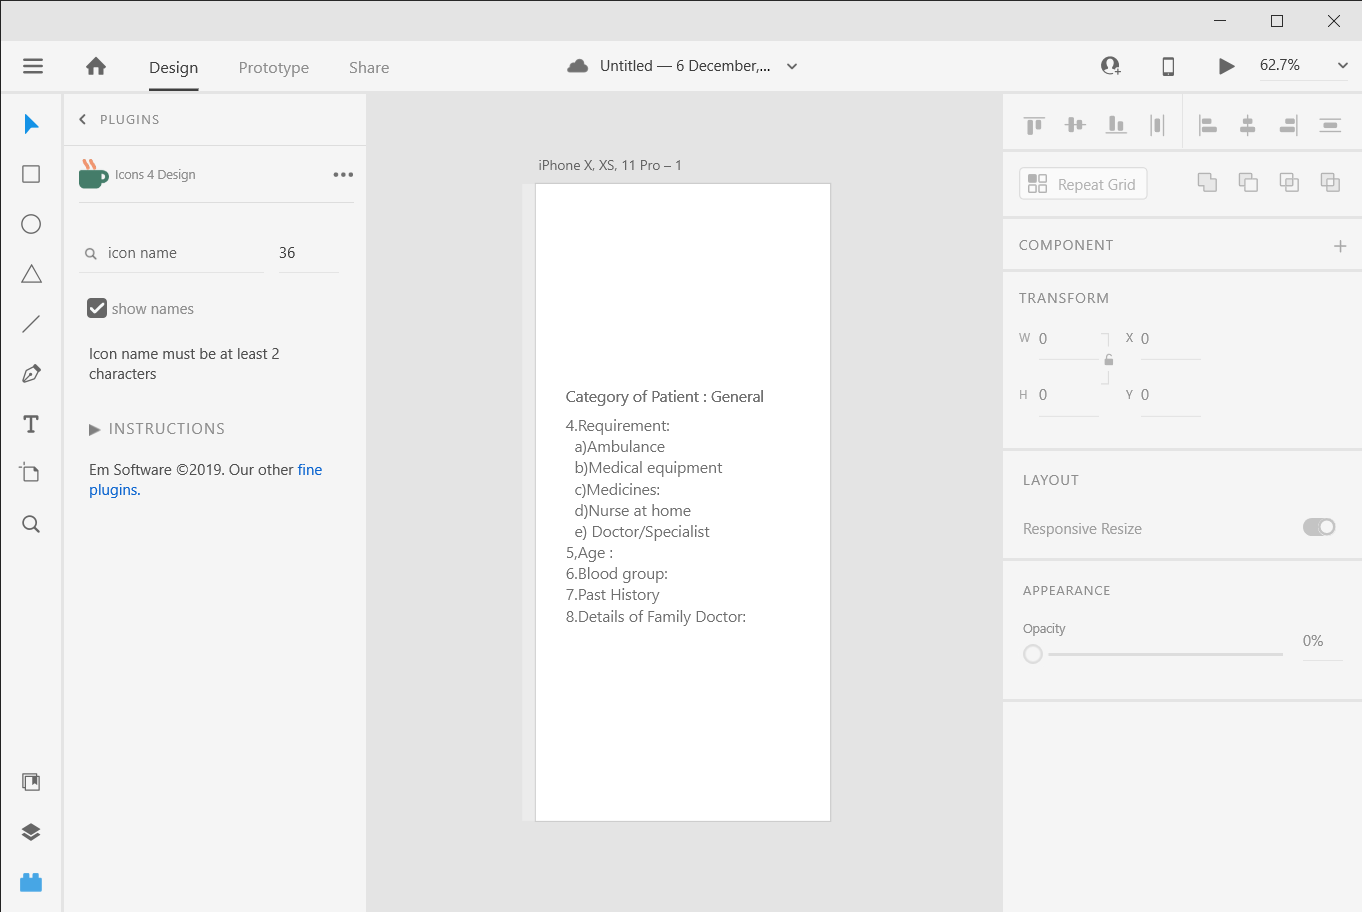 Design
Prototype
Share
Untitled — 6 December,...
62.7%
PLUGINS
Icons 4 Design
icon name
36
show names
Icon name must be at least 2
characters
INSTRUCTIONS
Em Software ©2019. Our other fine
plugins.
iPhone X, XS, 11 Pro – 1
Category of Patient : General
4.Requirement:
a)Ambulance
b)Medical equipment
c)Medicines:
d)Nurse at home
e) Doctor/Specialist
5,Age :
6.Blood group:
7.Past History
8.Details of Family Doctor:
Repeat Grid
COMPONENT
TRANSFORM
W 0 X 0
H 0 Y 0
LAYOUT
Responsive Resize
APPEARANCE
Opacity
0%